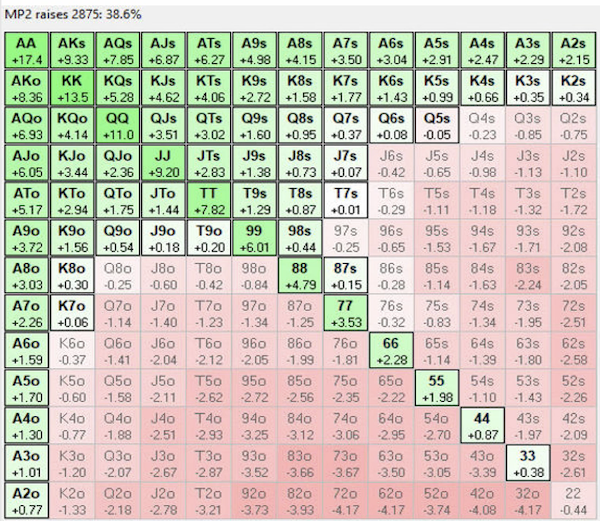 MP2 raises 2875: 38.6%
AA AKs AQs AJs ATs A9s A8s A7s A6s A5s A4s A3s A2s
+17.4 +9.33 +7.85 +6.87 +6.27 +4.98 +4.15 +3.50 +3.04 +2.91 +2.47 +2.29 +2.15
AKo KK KQs KJs KTs K9s K8s K7s K6s K5s K4s K3s K2s
+8.36 +13.5 +5.28 +4.62 +4.06 +2.72 +1.58 +1.77 +1.43 +0.99 +0.66 +0.35 +0.34
AQo KQo QQ QJs QTs Q9s Q8s Q7s Q6s Q5s Q4s Q3s Q2s
+6.93 +4.14 +11.0 +3.51 +3.02 +1.60 +0.95 +0.37 +0.08 -0.05 -0.23 -0.85 -0.75
AJo KJo QJo JJ JTs J9s J8s J7s J6s J5s J4s J3s J2s
+6.05 +3.44 +2.36 +9.20 +2.83 +1.38 +0.73 +0.07 -0.42 -0.65 -0.98 -1.13 -1.10
ATo KTo QTo JTo TT T9s T8s T7s T6s T5s T4s T3s T2s
+5.17 +2.94 +1.75 +1.44 +7.82 +1.29 +0.87 +0.01 -0.29 -1.11 -1.18 -1.32 -1.72
A9o K9o Q9o J9o T9o 99 98s 97s 96s 95s 94s 93s 92s
+3.72 +1.56 +0.54 +0.18 +0.20 +6.01 +0.44 -0.25 -0.65 -1.53 -1.67 -1.71 -2.08
A8o K8o Q8o J8o T8o 98o 88 87s 86s 85s 84s 83s 82s
+3.03 +0.30 -0.25 -0.60 -0.42 -0.84 +4.79 +0.15 -0.28 -1.14 -1.63 -2.24 -2.05
A7o K7o Q7o J7o T7o 97o 87o 77 76s 75s 74s 73s 72s
+2.26 +0.06 -1.14 -1.40 -1.23 -1.34 -1.25 +3.53 -0.32 -0.83 -1.34 -1.95 -2.51
A6o K6o Q6o J6o T6o 96o 86o 76o 66 65s 64s 63s 62s
+1.59 -0.37 -1.41 -2.04 -2.12 -2.05 -1.99 -1.81 +2.28 -1.14 -1.39 -1.80 -2.58
A5o K5o Q5o J5o T5o 95o 85o 75o 65o 55 54s 53s 52s
+1.70 -0.60 -1.58 -2.11 -2.62 -2.72 -2.56 -2.35 -2.22 +1.98 -1.10 -1.43 -2.26
A4o K4o Q4o J4o T4o 94o 84o 74o 64o 54o 44 43s 42s
+1.30 -0.77 -1.88 -2.51 -2.93 -3.25 -3.12 -3.06 -2.95 -2.70 +0.87 -1.97 -2.09
A3o K3o Q3o J3o T3o 93o 83o 73o 63o 53o 43o 33 32s
+1.01 -1.20 -2.07 -2.67 -2.87 -3.52 -3.66 -3.67 -3.50 -3.05 -3.39 +0.38 -2.61
A2o K2o Q2o J2o T2o 92o 82o 72o 62o 52o 42o 32o 22
+0.77 -1.33 -2.18 -2.78 -3.21 -3.73 -3.93 -4.17 -4.17 -3.74 -4.08 -4.17 -0.44